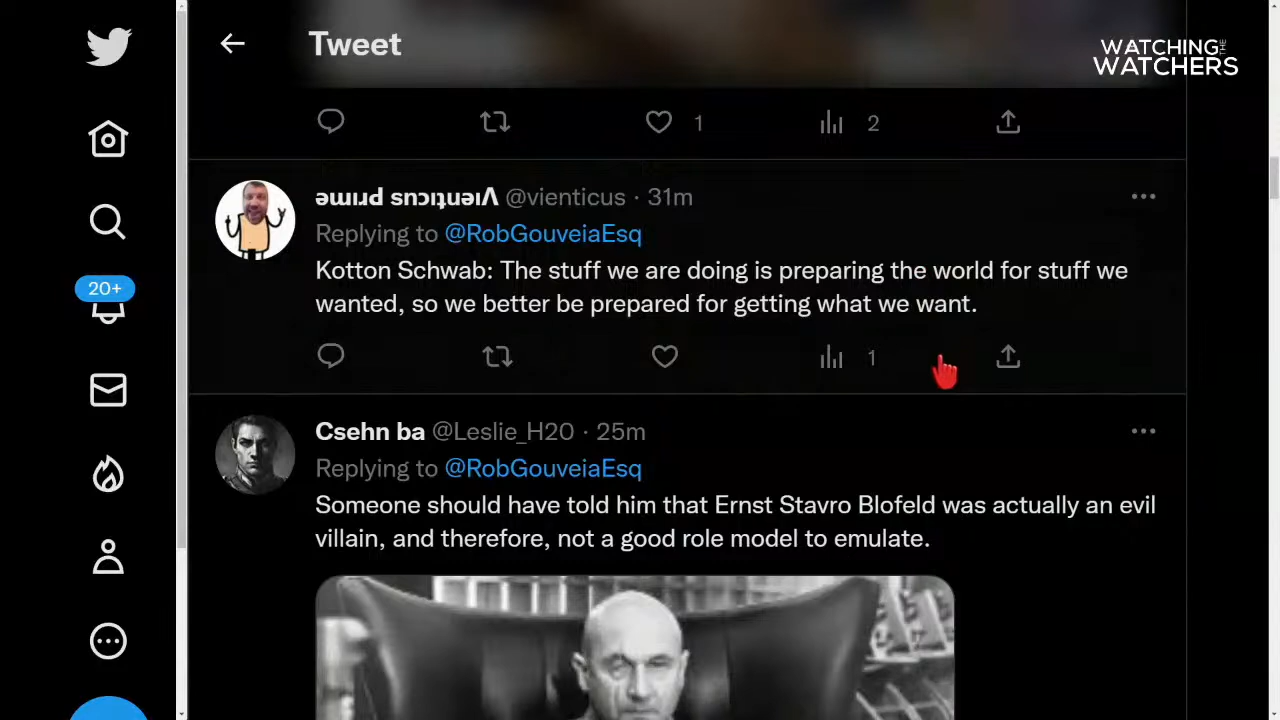 Tweet
WATCHING THE
WATCHERS
1
2
ǝɯᴉɹd snɔᴉʇuǝᴉΛ @vienticus · 31m
Replying to @RobGouveiaEsq
Kotton Schwab: The stuff we are doing is preparing the world for stuff we
wanted, so we better be prepared for getting what we want.
1
20+
Csehn ba @Leslie_H20 · 25m
Replying to @RobGouveiaEsq
Someone should have told him that Ernst Stavro Blofeld was actually an evil
villain, and therefore, not a good role model to emulate.